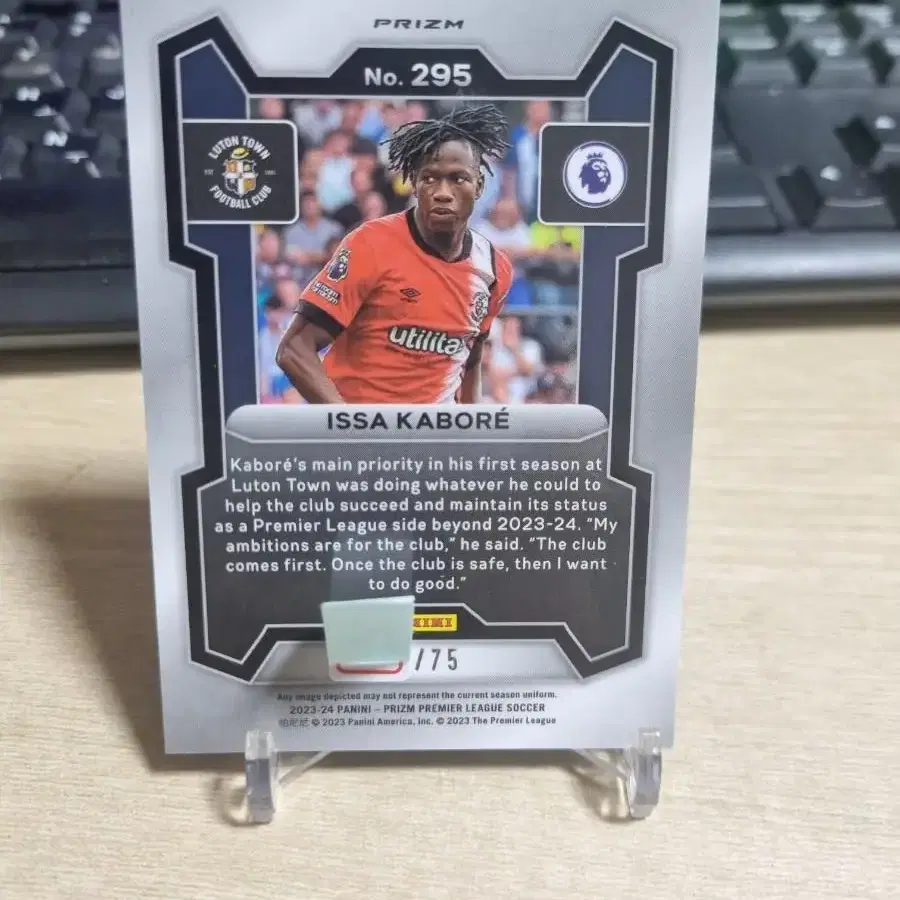 PRIZM
No. 295
LUTON TOWN
FOOTBALL CLUB
utilita
ISSA KABORÉ
Kaboré's main priority in his first season at
Luton Town was doing whatever he could to
help the club succeed and maintain its status
as a Premier League side beyond 2023-24. "My
ambitions are for the club," he said. "The club
comes first. Once the club is safe, then I want
to do good."
/75
Any image depicted may not represent the current season uniform.
2023-24 PANINI – PRIZM PREMIER LEAGUE SOCCER
帕尼尼 © 2023 Panini America, Inc. © 2023 The Premier League